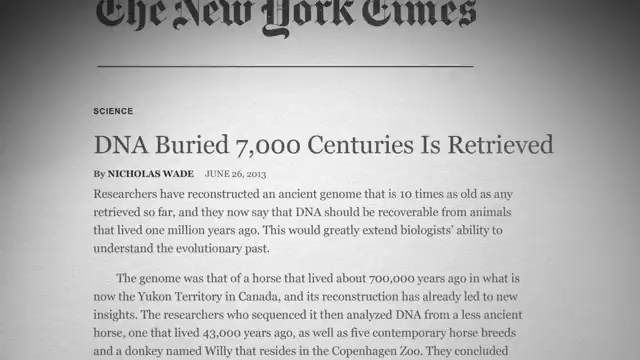 The New York Times
SCIENCE
DNA Buried 7,000 Centuries Is Retrieved
By NICHOLAS WADE JUNE 26, 2013
Researchers have reconstructed an ancient genome that is 10 times as old as any
retrieved so far, and they now say that DNA should be recoverable from animals
that lived one million years ago. This would greatly extend biologists' ability to
understand the evolutionary past.
The genome was that of a horse that lived about 700,000 years ago in what is
now the Yukon Territory in Canada, and its reconstruction has already led to new
insights. The researchers who sequenced it then analyzed DNA from a less ancient
horse, one that lived 43,000 years ago, as well as five contemporary horse breeds
and a donkey named Willy that resides in the Copenhagen Zoo. They concluded